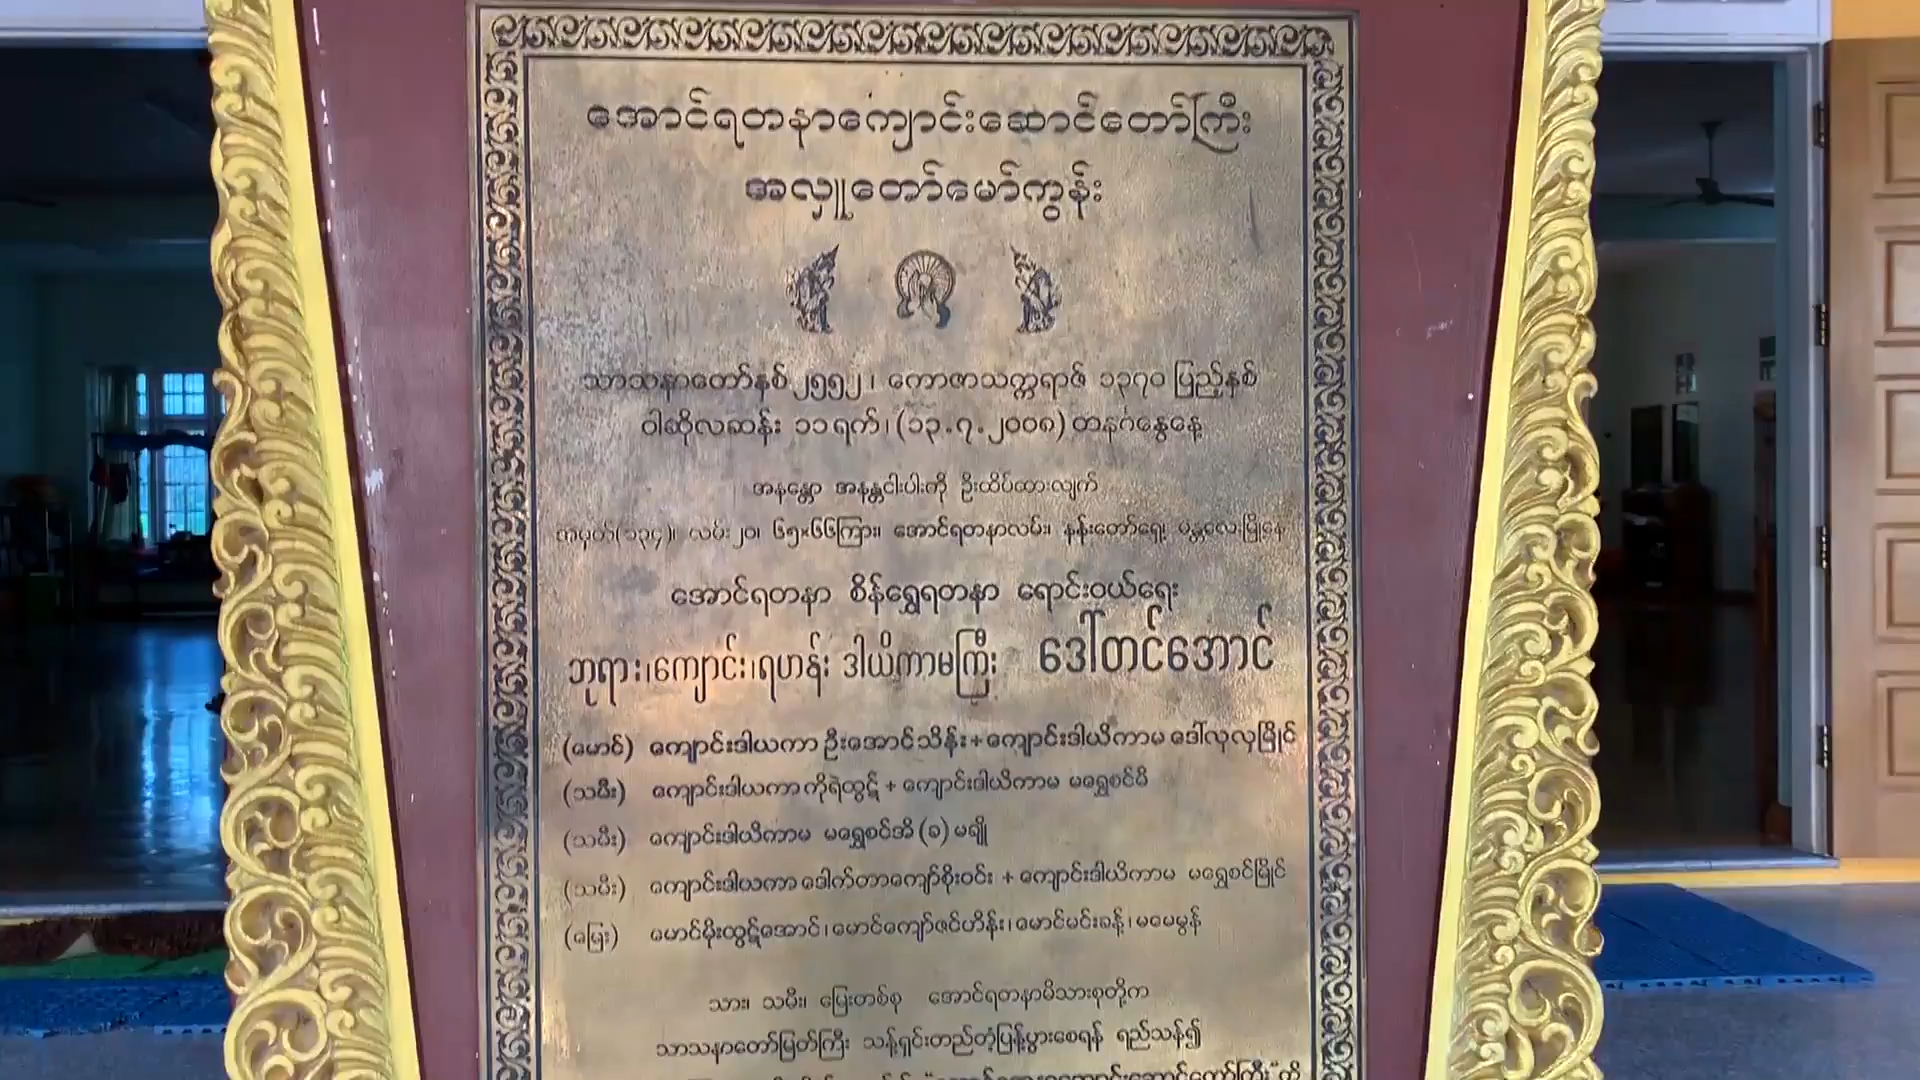 အောင်ရတနာကျောင်းဆောင်တော်ကြီး
အလှူတော်မော်ကွန်း
သာသနာတော်နှစ် ၂၅၅၂ ၊ ကောဇာသက္ကရာဇ် ၁၃၇၀ ပြည့်နှစ်
ဝါဆိုလဆန်း ၁၁ ရက်၊ (၁၃.၇.၂၀၀၈) တနင်္ဂနွေနေ့
အနန္တော အနန္တငါးပါးကို ဦးထိပ်ထားလျက်
အမှတ်(၁၃၄)၊ လမ်း ၂၀၊ ၆၅×၆၆ကြား၊ အောင်ရတနာလမ်း၊ နန်းတော်ရှေ့၊ မန္တလေးမြို့နေ
အောင်ရတနာ စိန်ရွှေရတနာ ရောင်းဝယ်ရေး
ဘုရား၊ကျောင်း၊ရဟန်း ဒါယိကာမကြီး ဒေါ်တင်အောင်
(မောင်) ကျောင်းဒါယကာ ဦးအောင်သိန်း + ကျောင်းဒါယိကာမ ဒေါ်လှလှမြိုင်
(သမီး) ကျောင်းဒါယကာ ကိုရဲထွဋ် + ကျောင်းဒါယိကာမ မရွှေစင်မိ
(သမီး) ကျောင်းဒါယိကာမ မရွှေစင်အိ (ခ) မချို
(သမီး) ကျောင်းဒါယကာ ဒေါက်တာကျော်စိုးဝင်း + ကျောင်းဒါယိကာမ မရွှေစင်မြိုင်
(မြေး) မောင်မိုးထွဋ်အောင်၊ မောင်ကျော်ဇင်ဟိန်း၊ မောင်မင်းခန့်၊ မမေမွန်
သား၊ သမီး၊ မြေးတစ်စု အောင်ရတနာမိသားစုတို့က
သာသနာတော်မြတ်ကြီး သန့်ရှင်းတည်တံ့ပြန့်ပွားစေရန် ရည်သန်၍